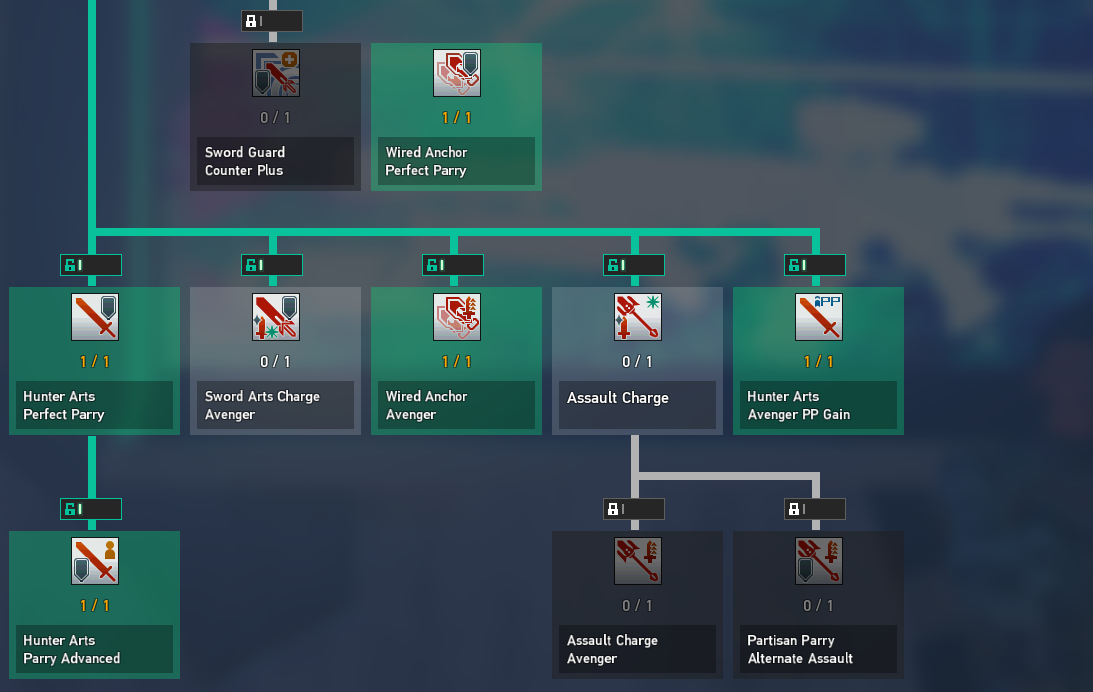 0 / 1
1 / 1
Sword Guard
Counter Plus
Wired Anchor
Perfect Parry
PP
1 / 1
0 / 1
1 / 1
0 / 1
1 / 1
Hunter Arts
Perfect Parry
Sword Arts Charge
Avenger
Wired Anchor
Avenger
Assault Charge
Hunter Arts
Avenger PP Gain
1 / 1
0 / 1
0 / 1
Hunter Arts
Parry Advanced
Assault Charge
Avenger
Partisan Parry
Alternate Assault